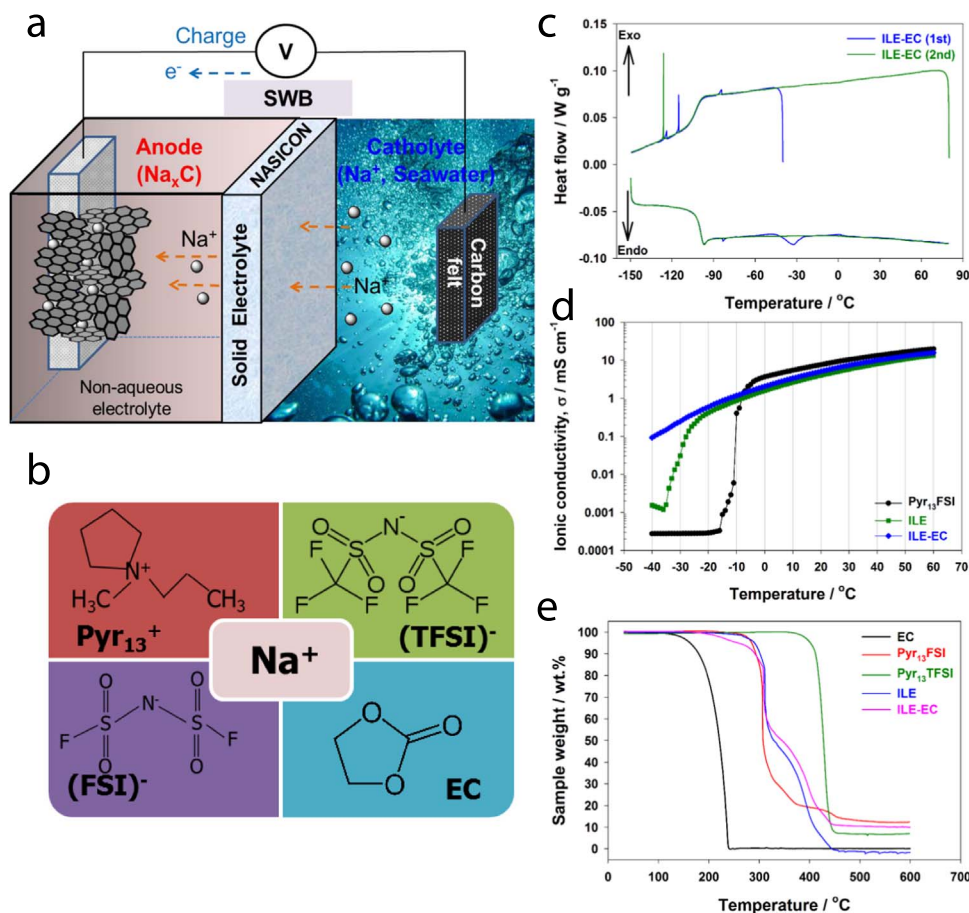 a
Charge
e-
V
SWB
Anode
(NaxC)
NASICON
Solid Electrolyte
Catholyte
(Na+, Seawater)
Na+
Na+
Carbon
felt
Non-aqueous
electrolyte
b
N+
H3C
CH3
Pyr13+
O
N-
O
S
S
O
O
F
F
F
F
F
F
(TFSI)-
Na+
O
O
N-
S
S
F
F
O
O
(FSI)-
O
O
O
EC
c
Exo
ILE-EC (1st)
ILE-EC (2nd)
Heat flow / W g-1
0.15
0.10
0.05
0.00
-0.05
-0.10
Endo
-150 -120 -90 -60 -30 0 30 60 90
Temperature / oC
d
Ionic conductivity, σ / mS cm-1
100
10
1
0.1
0.01
0.001
0.0001
Pyr13FSI
ILE
ILE-EC
-50 -40 -30 -20 -10 0 10 20 30 40 50 60 70
Temperature / oC
e
Sample weight / wt.%
100
90
80
70
60
50
40
30
20
10
0
EC
Pyr13FSI
Pyr13TFSI
ILE
ILE-EC
0 100 200 300 400 500 600 700
Temperature / oC